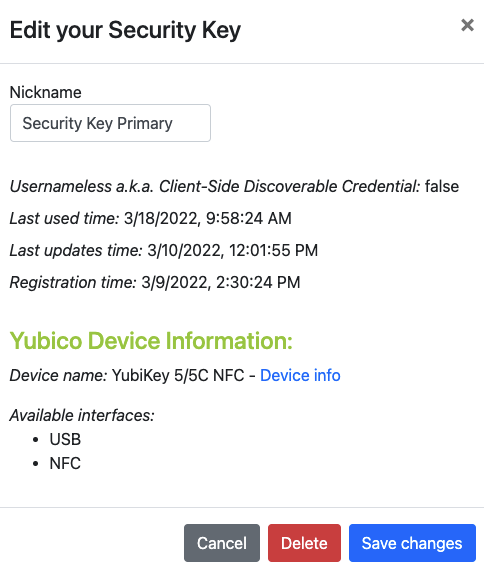 Edit your Security Key
×
Nickname
Security Key Primary
Usernameless a.k.a. Client-Side Discoverable Credential: false
Last used time: 3/18/2022, 9:58:24 AM
Last updates time: 3/10/2022, 12:01:55 PM
Registration time: 3/9/2022, 2:30:24 PM
Yubico Device Information:
Device name: YubiKey 5/5C NFC - Device info
Available interfaces:
• USB
• NFC
Cancel Delete Save changes